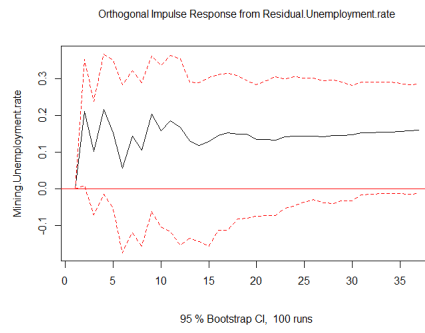 Orthogonal Impulse Response from Residual.Unemployment.rate
Mining.Unemployment.rate
0.3
0.2
0.1
0.0
-0.1
0 5 10 15 20 25 30 35
95 % Bootstrap CI, 100 runs